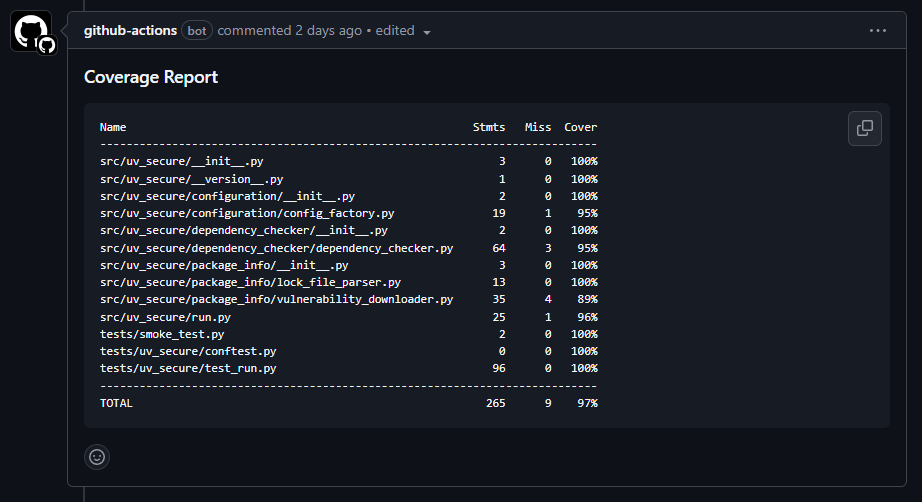 github-actions bot commented 2 days ago • edited
Coverage Report
Name Stmts Miss Cover
---------------------------------------------------------------------------
src/uv_secure/__init__.py 3 0 100%
src/uv_secure/__version__.py 1 0 100%
src/uv_secure/configuration/__init__.py 2 0 100%
src/uv_secure/configuration/config_factory.py 19 1 95%
src/uv_secure/dependency_checker/__init__.py 2 0 100%
src/uv_secure/dependency_checker/dependency_checker.py 64 3 95%
src/uv_secure/package_info/__init__.py 3 0 100%
src/uv_secure/package_info/lock_file_parser.py 13 0 100%
src/uv_secure/package_info/vulnerability_downloader.py 35 4 89%
src/uv_secure/run.py 25 1 96%
tests/smoke_test.py 2 0 100%
tests/uv_secure/conftest.py 0 0 100%
tests/uv_secure/test_run.py 96 0 100%
---------------------------------------------------------------------------
TOTAL 265 9 97%